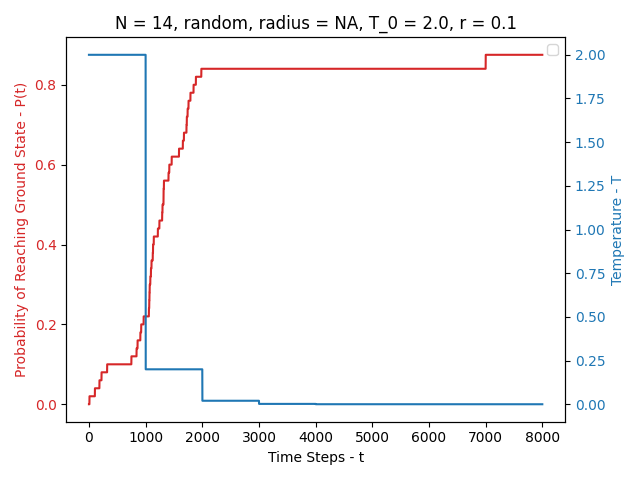 N = 14, random, radius = NA, T_0 = 2.0, r = 0.1
Probability of Reaching Ground State - P(t)
0.8
0.6
0.4
0.2
0.0
2.00
1.75
1.50
1.25
1.00
0.75
0.50
0.25
0.00
Temperature - T
0 1000 2000 3000 4000 5000 6000 7000 8000
Time Steps - t